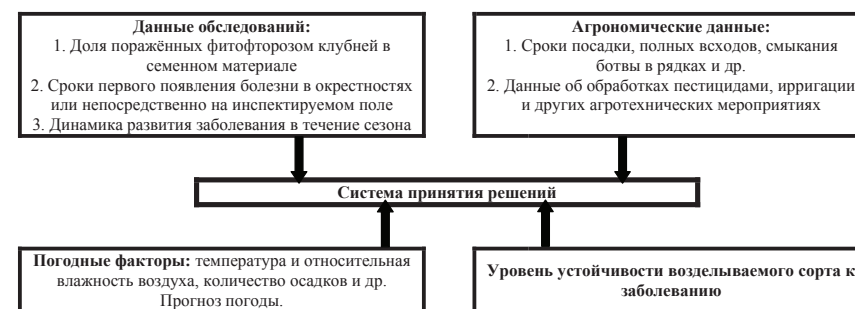 Данные обследований:
1. Доля поражённых фитофторозом клубней в
семенном материале
2. Сроки первого появления болезни в окрестностях
или непосредственно на инспектируемом поле
3. Динамика развития заболевания в течение сезона
Агрономические данные:
1. Сроки посадки, полных всходов, смыкания
ботвы в рядках и др.
2. Данные об обработках пестицидами, ирригации
и других агротехнических мероприятиях
Система принятия решений
Погодные факторы: температура и относительная
влажность воздуха, количество осадков и др.
Прогноз погоды.
Уровень устойчивости возделываемого сорта к
заболеванию